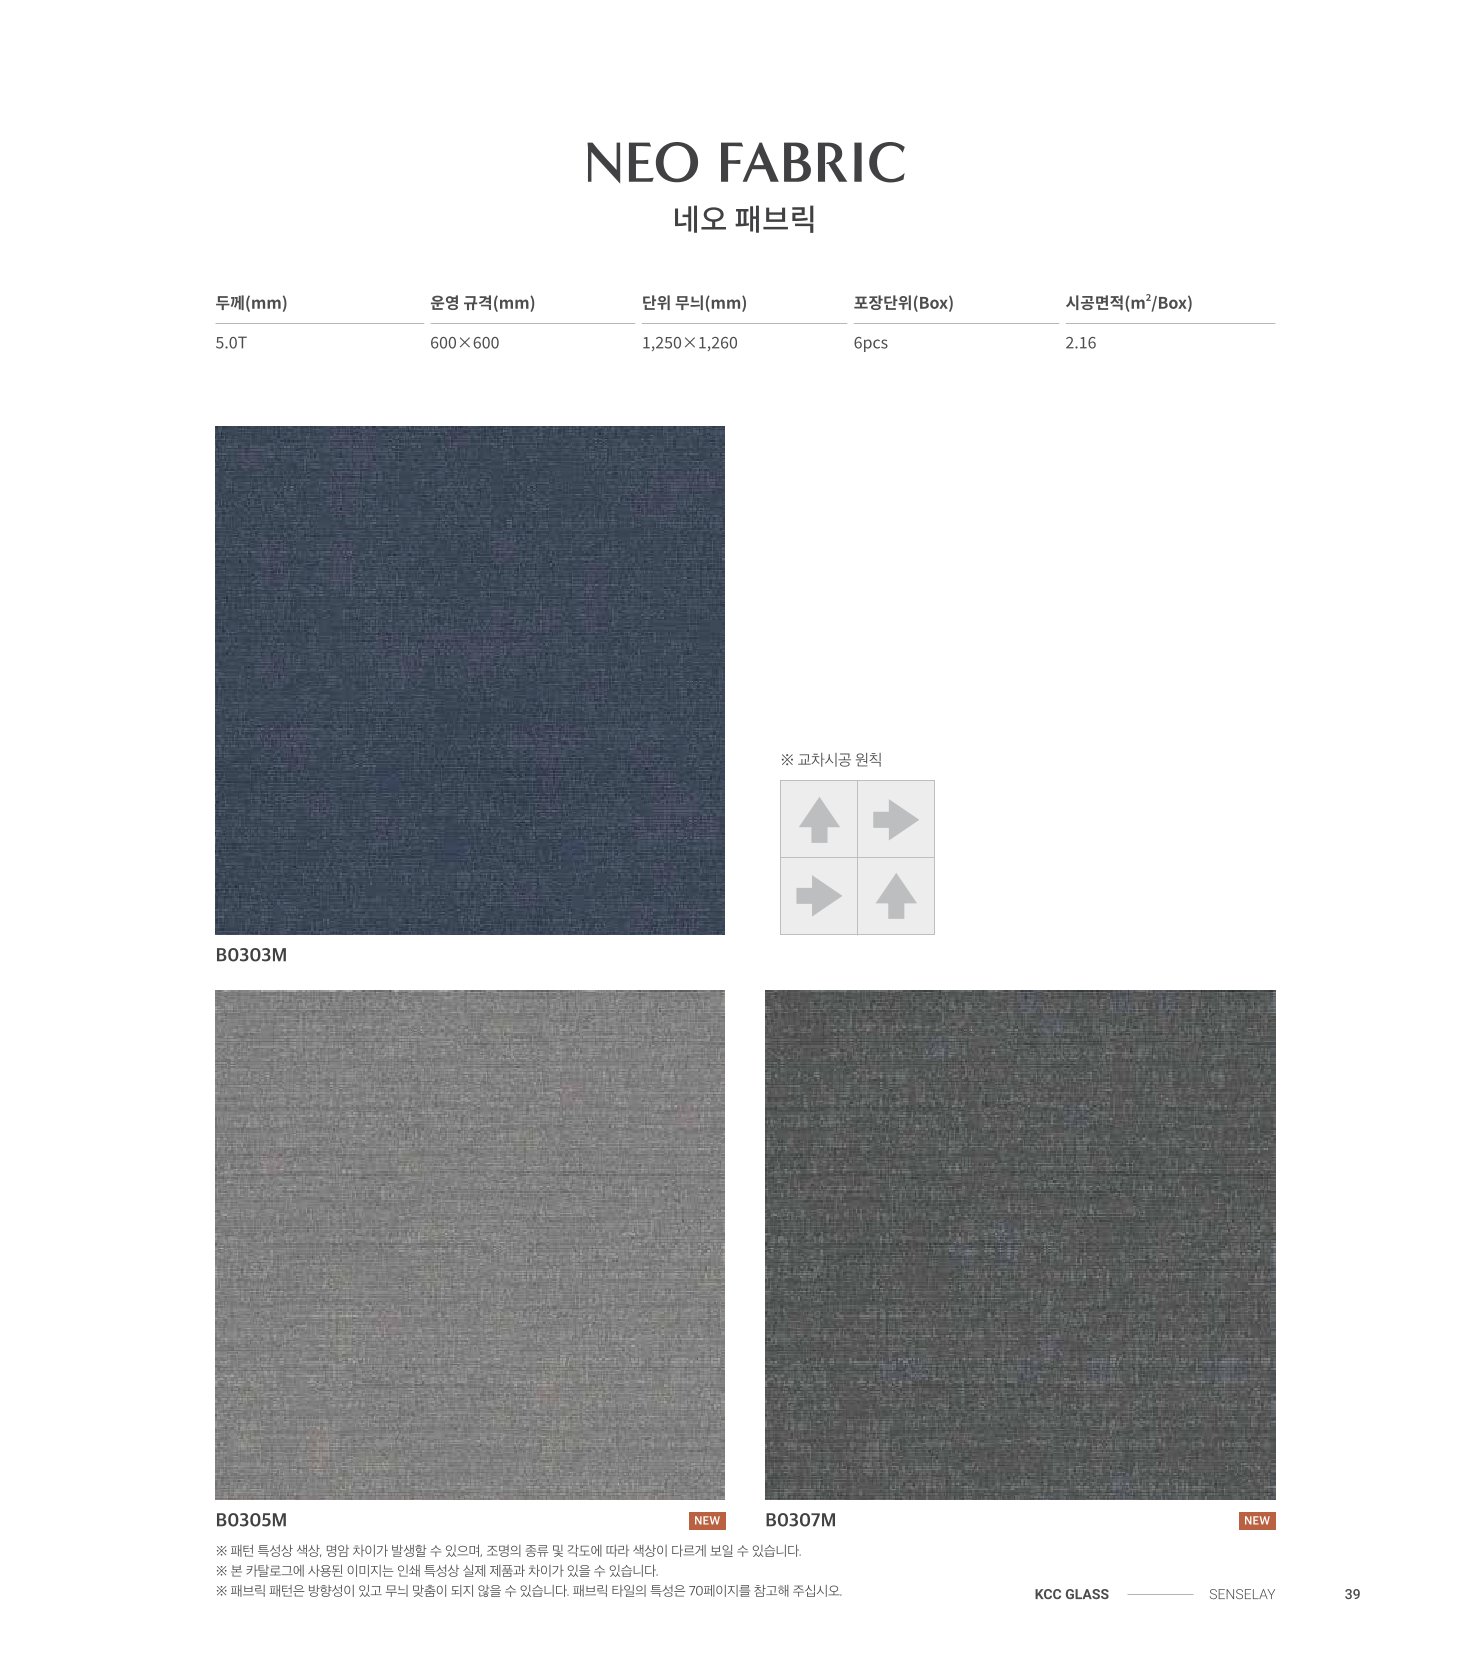 NEO FABRIC
네오 패브릭
두께(mm) 운영 규격(mm) 단위 무늬(mm) 포장단위(Box) 시공면적(m²/Box)
5.0T 600×600 1,250×1,260 6pcs 2.16
※ 교차시공 원칙
B0303M
B0305M NEW B0307M NEW
※ 패턴 특성상 색상, 명암 차이가 발생할 수 있으며, 조명의 종류 및 각도에 따라 색상이 다르게 보일 수 있습니다.
※ 본 카탈로그에 사용된 이미지는 인쇄 특성상 실제 제품과 차이가 있을 수 있습니다.
※ 패브릭 패턴은 방향성이 있고 무늬 맞춤이 되지 않을 수 있습니다. 패브릭 타일의 특성은 70페이지를 참고해 주십시오.
KCC GLASS SENSELAY 39